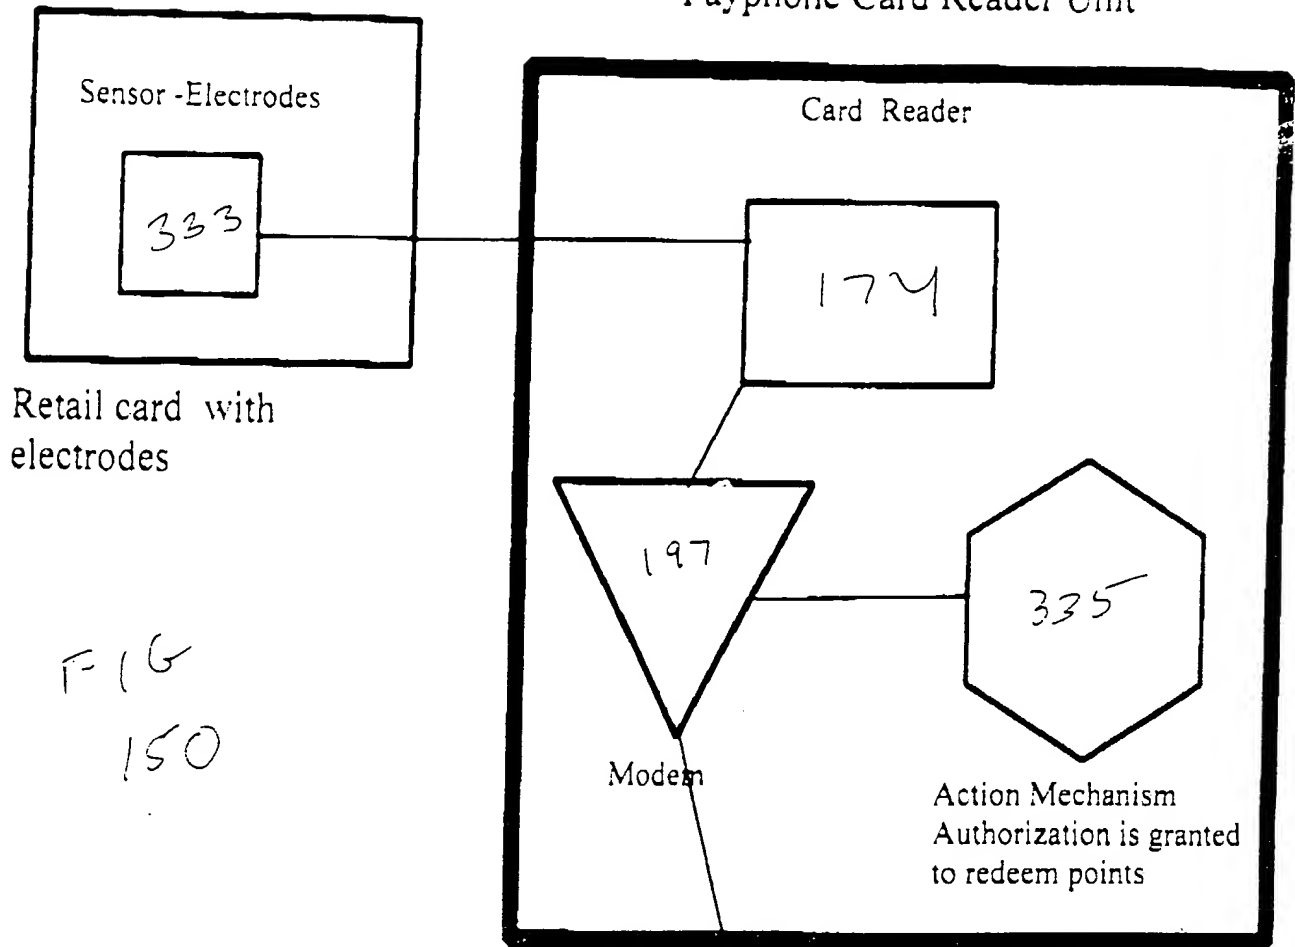 Payphone Card Reader Unit
Sensor -Electrodes
333
Card Reader
174
Retail card with
electrodes
197
335
FIG
150
Modem
Action Mechanism
Authorization is granted
to redeem points